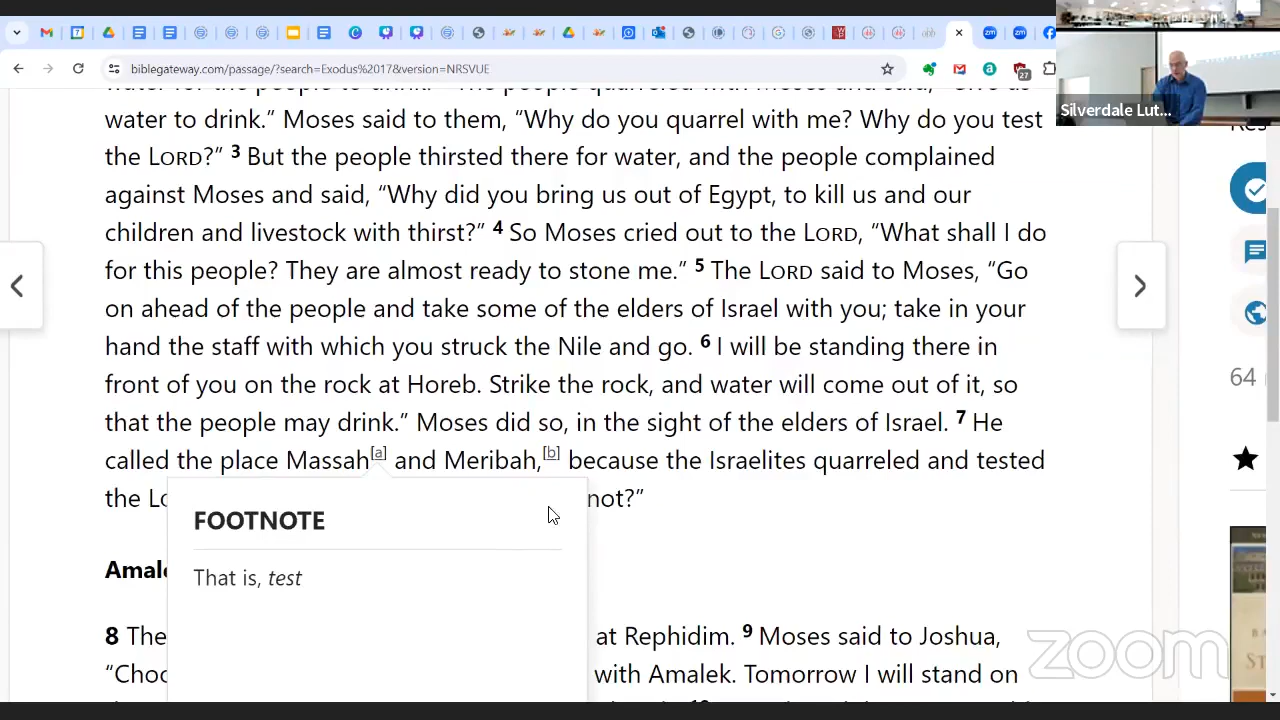 biblegateway.com/passage/?search=Exodus%2017&version=NRSVUE
27
Silverdale Lut...
water to drink.” Moses said to them, “Why do you quarrel with me? Why do you test
the LORD?” 3 But the people thirsted there for water, and the people complained
against Moses and said, “Why did you bring us out of Egypt, to kill us and our
children and livestock with thirst?” 4 So Moses cried out to the LORD, “What shall I do
for this people? They are almost ready to stone me.” 5 The LORD said to Moses, “Go
on ahead of the people and take some of the elders of Israel with you; take in your
hand the staff with which you struck the Nile and go. 6 I will be standing there in
front of you on the rock at Horeb. Strike the rock, and water will come out of it, so
that the people may drink.” Moses did so, in the sight of the elders of Israel. 7 He
called the place Massah[a] and Meribah,[b] because the Israelites quarreled and tested
the Lo not?”
FOOTNOTE
That is, test
Amale
8 The at Rephidim. 9 Moses said to Joshua,
“Choo with Amalek. Tomorrow I will stand on
64
zoom